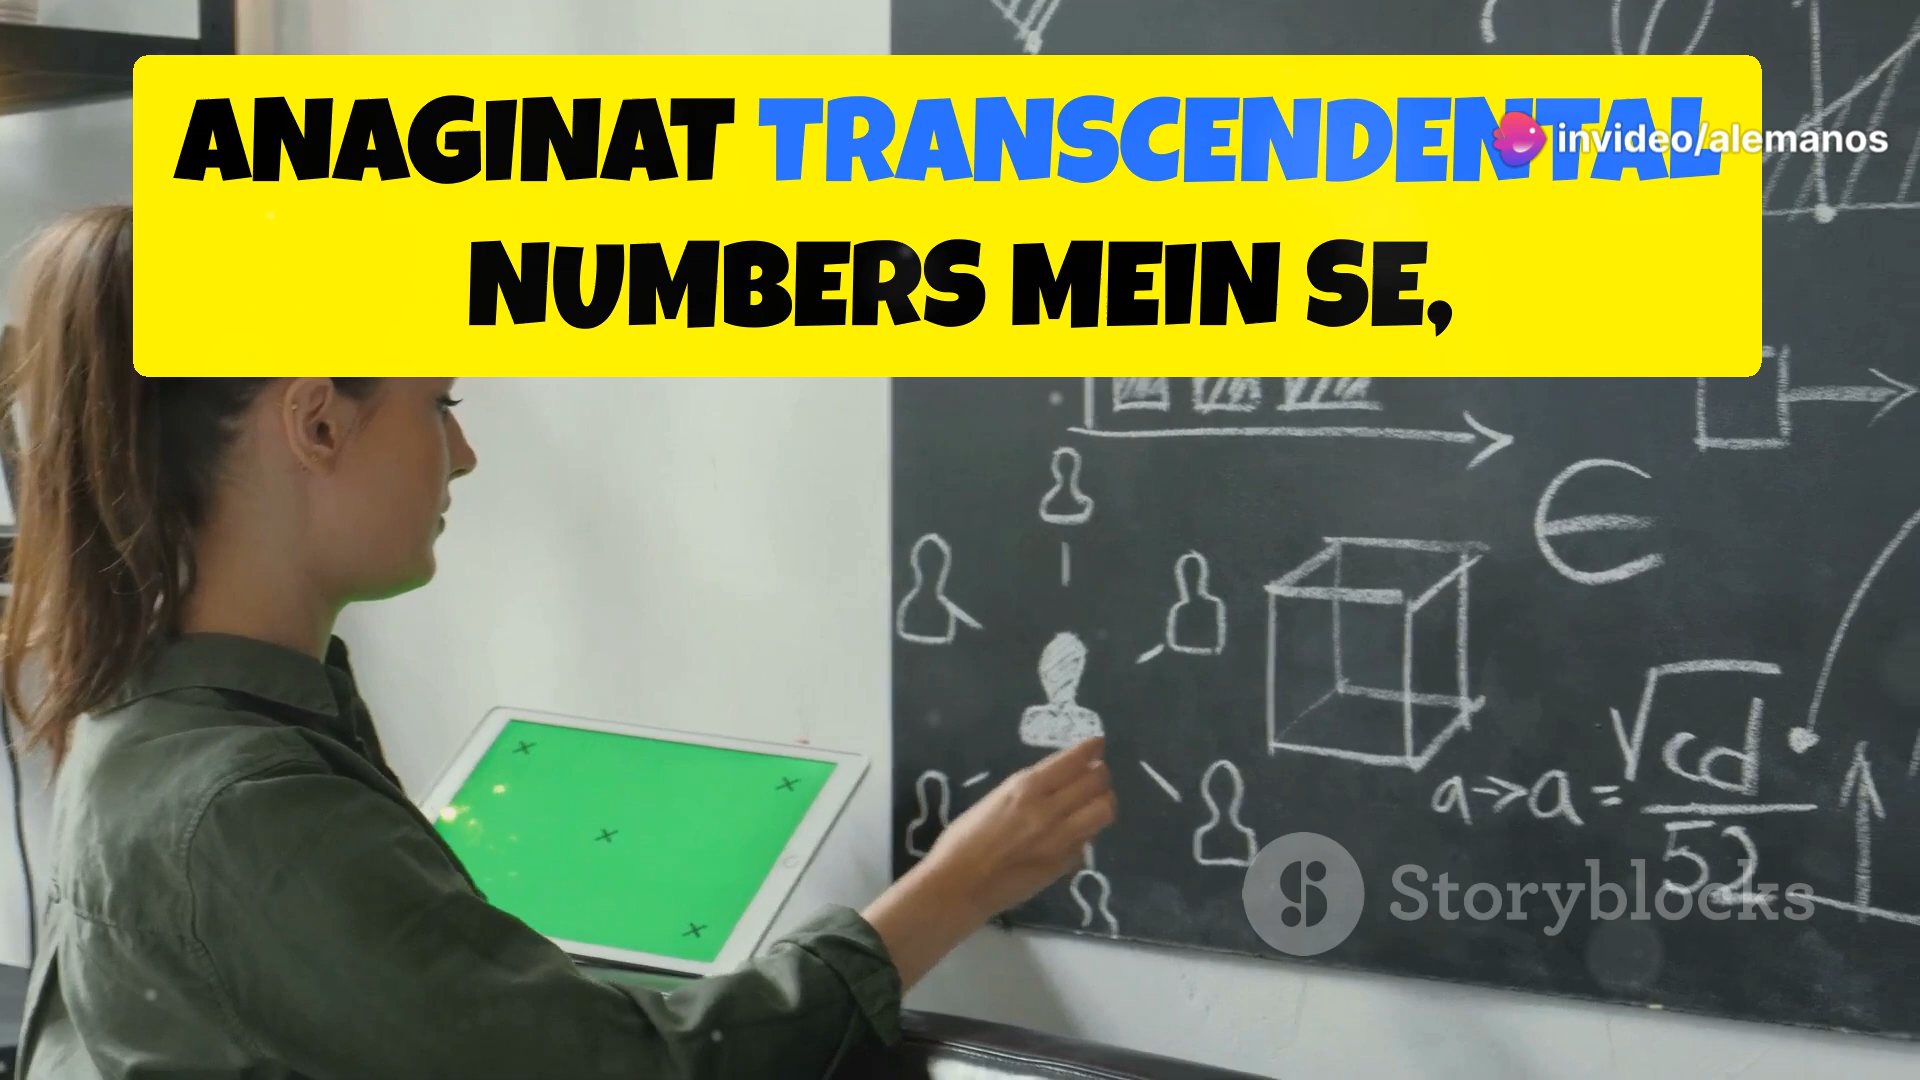 ANAGINAT TRANSCENDENTAL
NUMBERS MEIN SE,
invideo/alemanos
€
a->a = √cd
52
Storyblocks